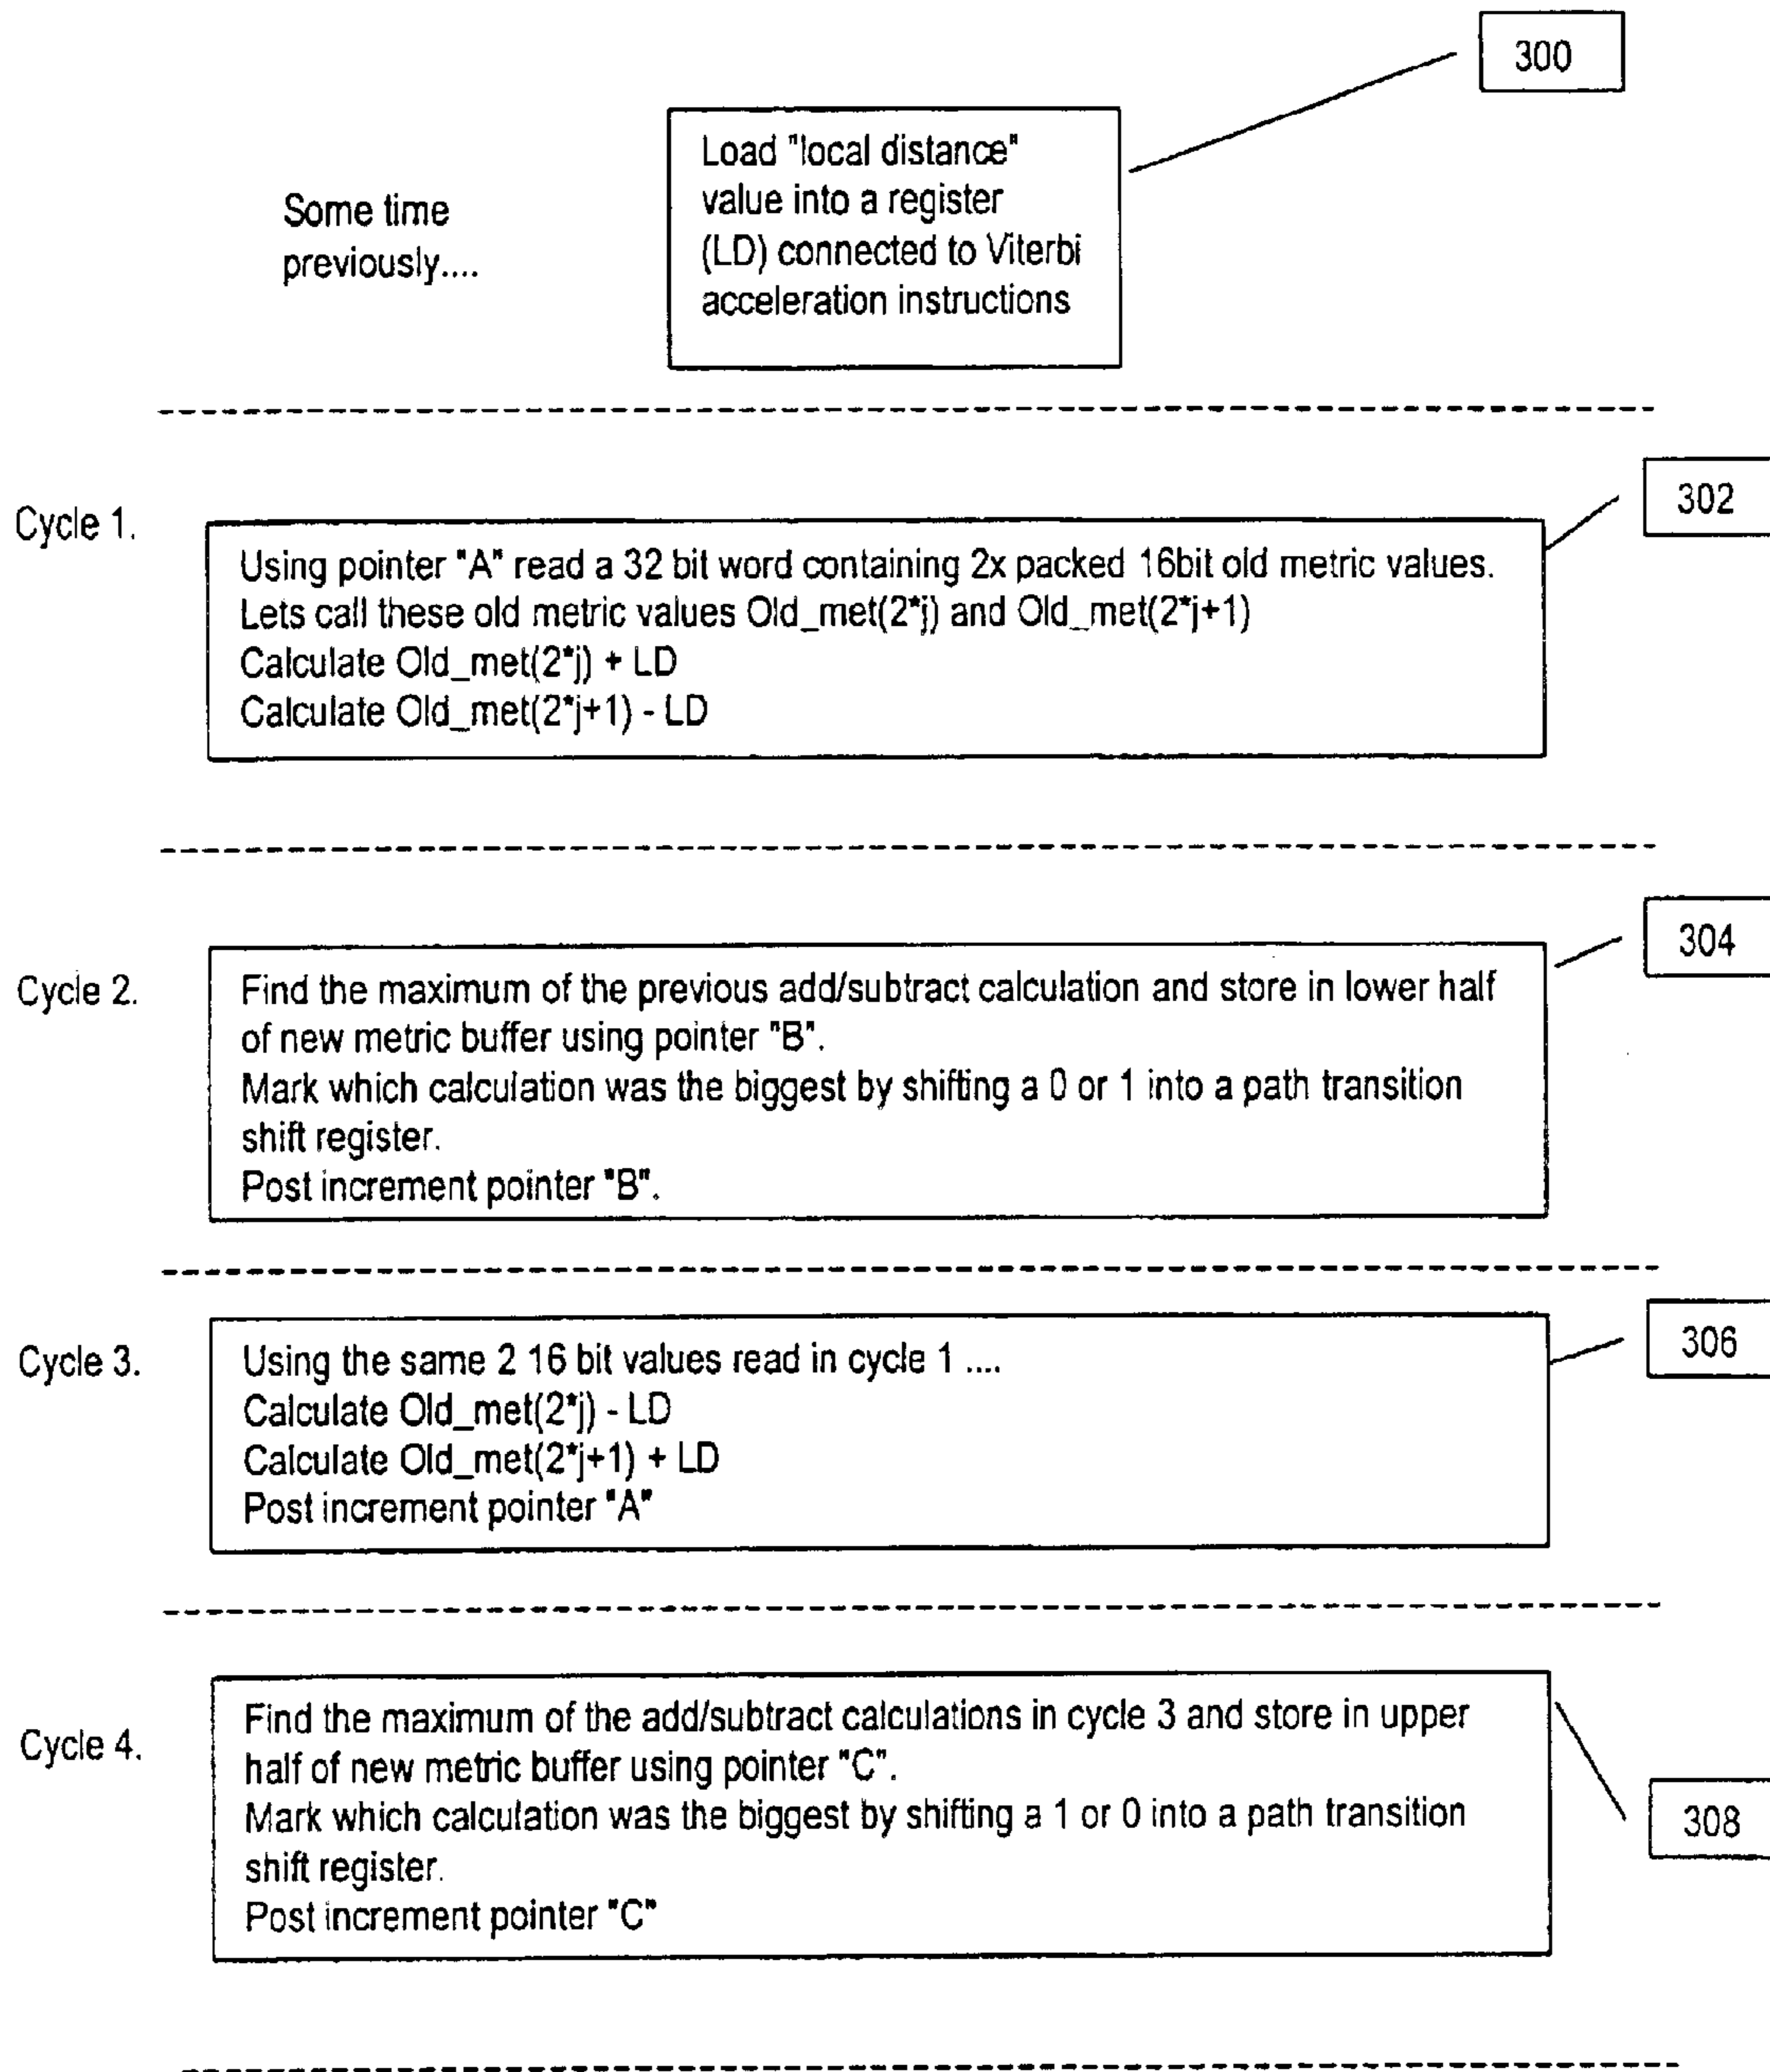 300
Load "local distance"
value into a register
(LD) connected to Viterbi
acceleration instructions
Some time
previously....
302
Cycle 1.
Using pointer "A" read a 32 bit word containing 2x packed 16bit old metric values.
Lets call these old metric values Old_met(2*j) and Old_met(2*j+1)
Calculate Old_met(2*j) + LD
Calculate Old_met(2*j+1) - LD
304
Cycle 2.
Find the maximum of the previous add/subtract calculation and store in lower half
of new metric buffer using pointer "B".
Mark which calculation was the biggest by shifting a 0 or 1 into a path transition
shift register.
Post increment pointer "B".
306
Cycle 3.
Using the same 2 16 bit values read in cycle 1 ....
Calculate Old_met(2*j) - LD
Calculate Old_met(2*j+1) + LD
Post increment pointer "A"
Cycle 4.
Find the maximum of the add/subtract calculations in cycle 3 and store in upper
half of new metric buffer using pointer "C".
Mark which calculation was the biggest by shifting a 1 or 0 into a path transition
shift register.
Post increment pointer "C"
308